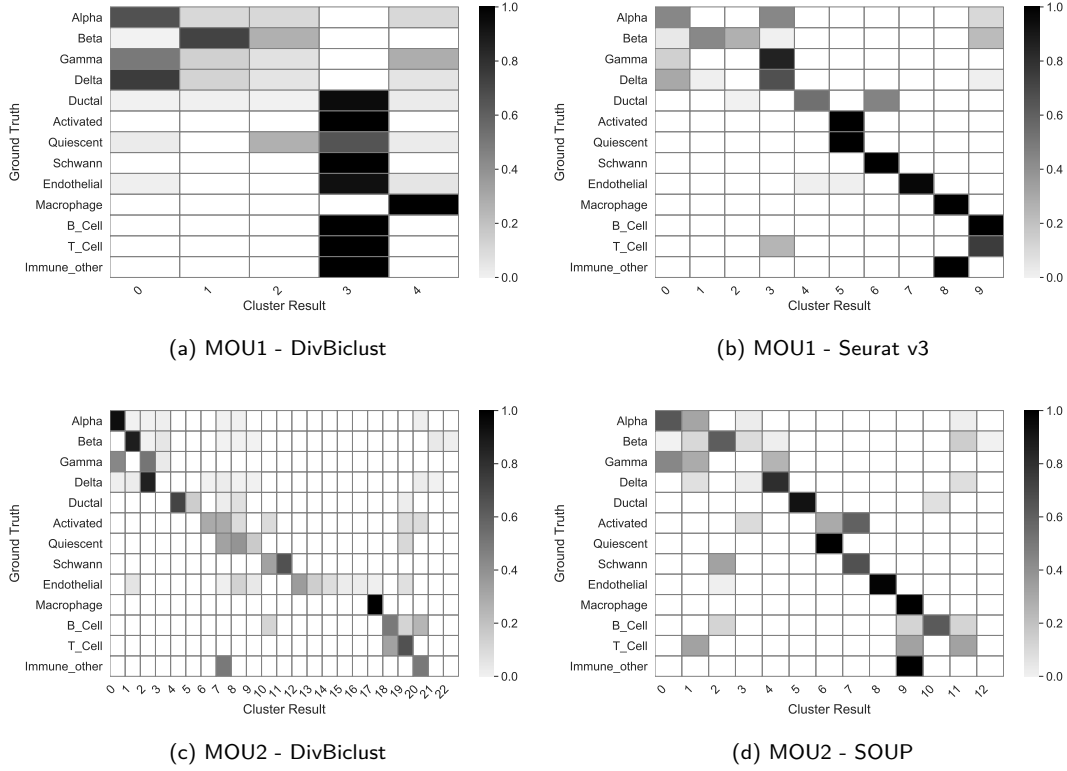 Alpha
Beta
Gamma
Delta
Ductal
Activated
Quiescent
Schwann
Endothelial
Macrophage
B_Cell
T_Cell
Immune_other
Ground Truth
0 1 2 3 4
Cluster Result
1.0
0.8
0.6
0.4
0.2
0.0
(a) MOU1 - DivBiclust
Alpha
Beta
Gamma
Delta
Ductal
Activated
Quiescent
Schwann
Endothelial
Macrophage
B_Cell
T_Cell
Immune_other
Ground Truth
0 1 2 3 4 5 6 7 8 9
Cluster Result
1.0
0.8
0.6
0.4
0.2
0.0
(b) MOU1 - Seurat v3
Alpha
Beta
Gamma
Delta
Ductal
Activated
Quiescent
Schwann
Endothelial
Macrophage
B_Cell
T_Cell
Immune_other
Ground Truth
0 1 2 3 4 5 6 7 8 9 10 11 12 13 14 15 16 17 18 19 20 21 22
Cluster Result
1.0
0.8
0.6
0.4
0.2
0.0
(c) MOU2 - DivBiclust
Alpha
Beta
Gamma
Delta
Ductal
Activated
Quiescent
Schwann
Endothelial
Macrophage
B_Cell
T_Cell
Immune_other
Ground Truth
0 1 2 3 4 5 6 7 8 9 10 11 12
Cluster Result
1.0
0.8
0.6
0.4
0.2
0.0
(d) MOU2 - SOUP